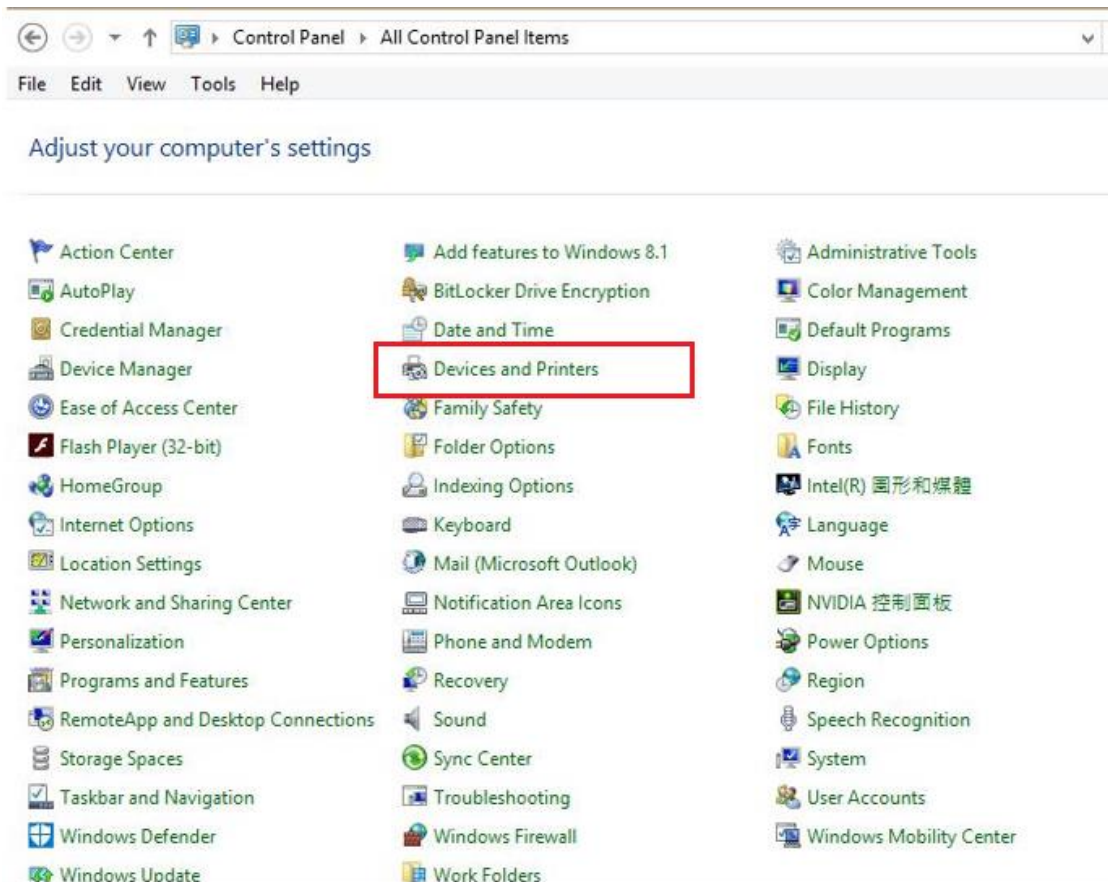 Control Panel All Control Panel Items
File Edit View Tools Help
Adjust your computer's settings
Action Center Add features to Windows 8.1 Administrative Tools
AutoPlay BitLocker Drive Encryption Color Management
Credential Manager Date and Time Default Programs
Device Manager Devices and Printers Display
Ease of Access Center Family Safety File History
Flash Player (32-bit) Folder Options Fonts
HomeGroup Indexing Options Intel(R) 圖形和媒體
Internet Options Keyboard Language
Location Settings Mail (Microsoft Outlook) Mouse
Network and Sharing Center Notification Area Icons NVIDIA 控制面板
Personalization Phone and Modem Power Options
Programs and Features Recovery Region
RemoteApp and Desktop Connections Sound Speech Recognition
Storage Spaces Sync Center System
Taskbar and Navigation Troubleshooting User Accounts
Windows Defender Windows Firewall Windows Mobility Center
Windows Update Work Folders